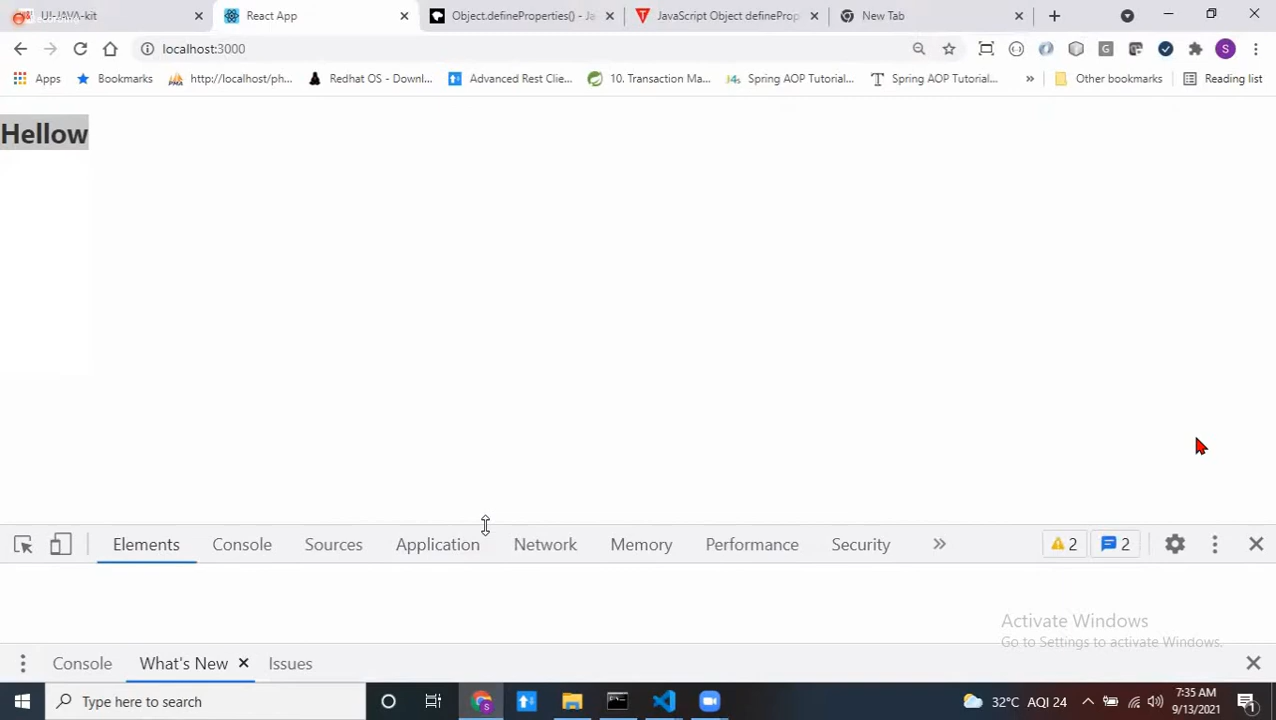 UI-JAVA-kit
React App
Object.defineProperties() - Ja
JavaScript Object defineProp
New Tab
localhost:3000
S
Apps
Bookmarks
http://localhost/ph...
Redhat OS - Downl...
Advanced Rest Clie...
10. Transaction Ma...
J4s
Spring AOP Tutorial...
Spring AOP Tutorial...
»
Other bookmarks
Reading list
Hellow
Elements
Console
Sources
Application
Network
Memory
Performance
Security
»
2
2
Activate Windows
Go to Settings to activate Windows.
Console
What's New
Issues
Type here to search
32°C AQI 24
7:35 AM
9/13/2021
1